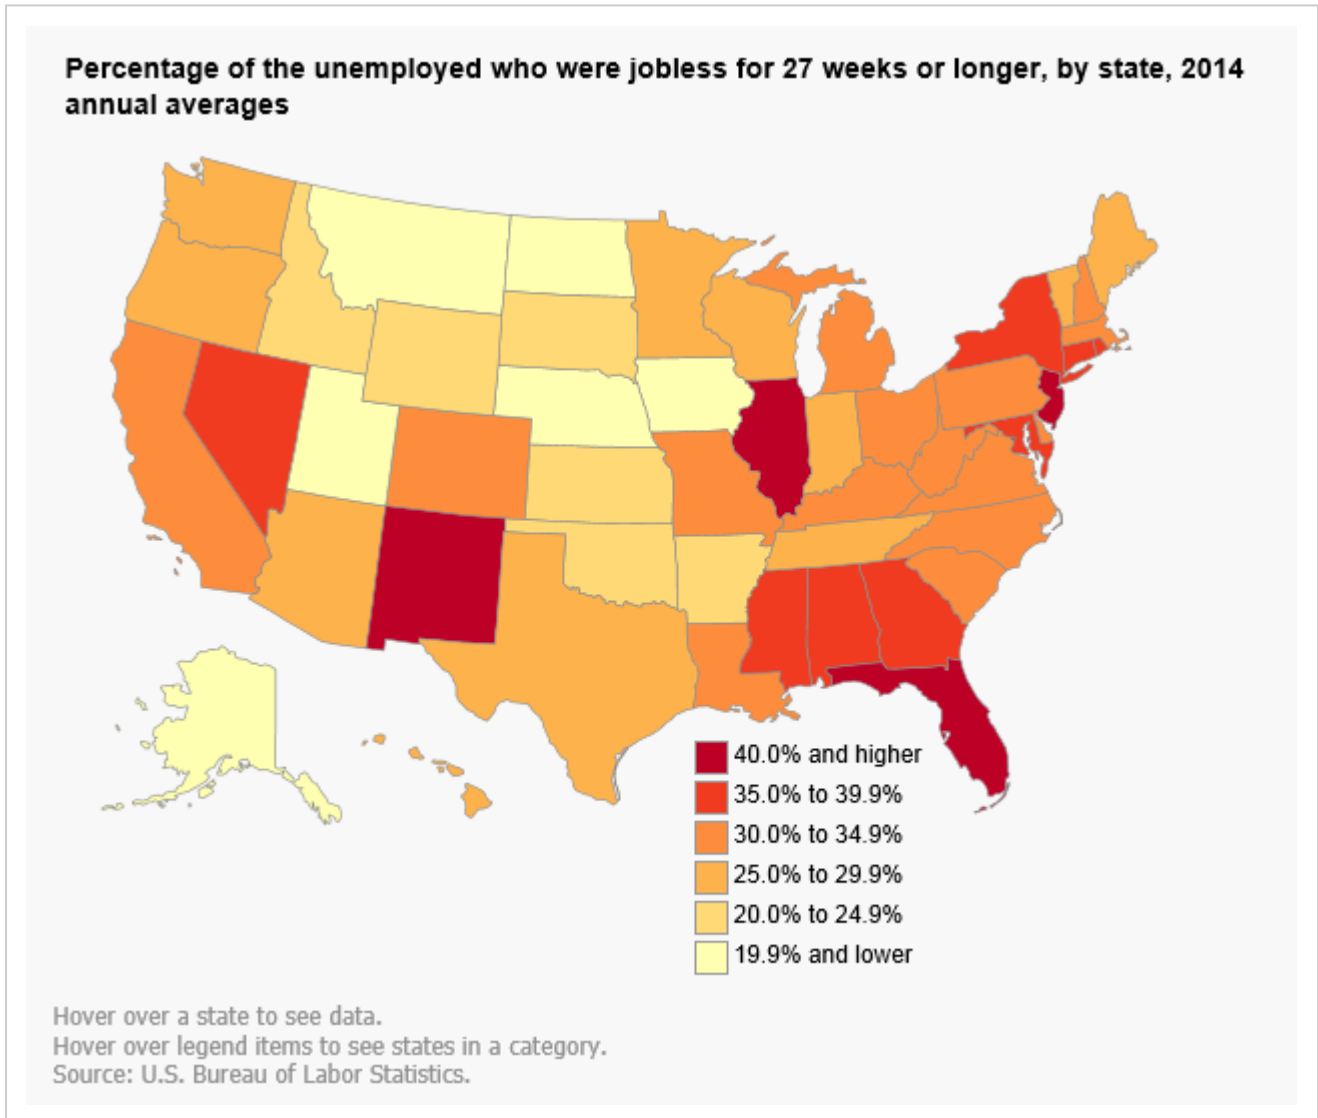 Percentage of the unemployed who were jobless for 27 weeks or longer, by state, 2014
annual averages
40.0% and higher
35.0% to 39.9%
30.0% to 34.9%
25.0% to 29.9%
20.0% to 24.9%
19.9% and lower
Hover over a state to see data.
Hover over legend items to see states in a category.
Source: U.S. Bureau of Labor Statistics.